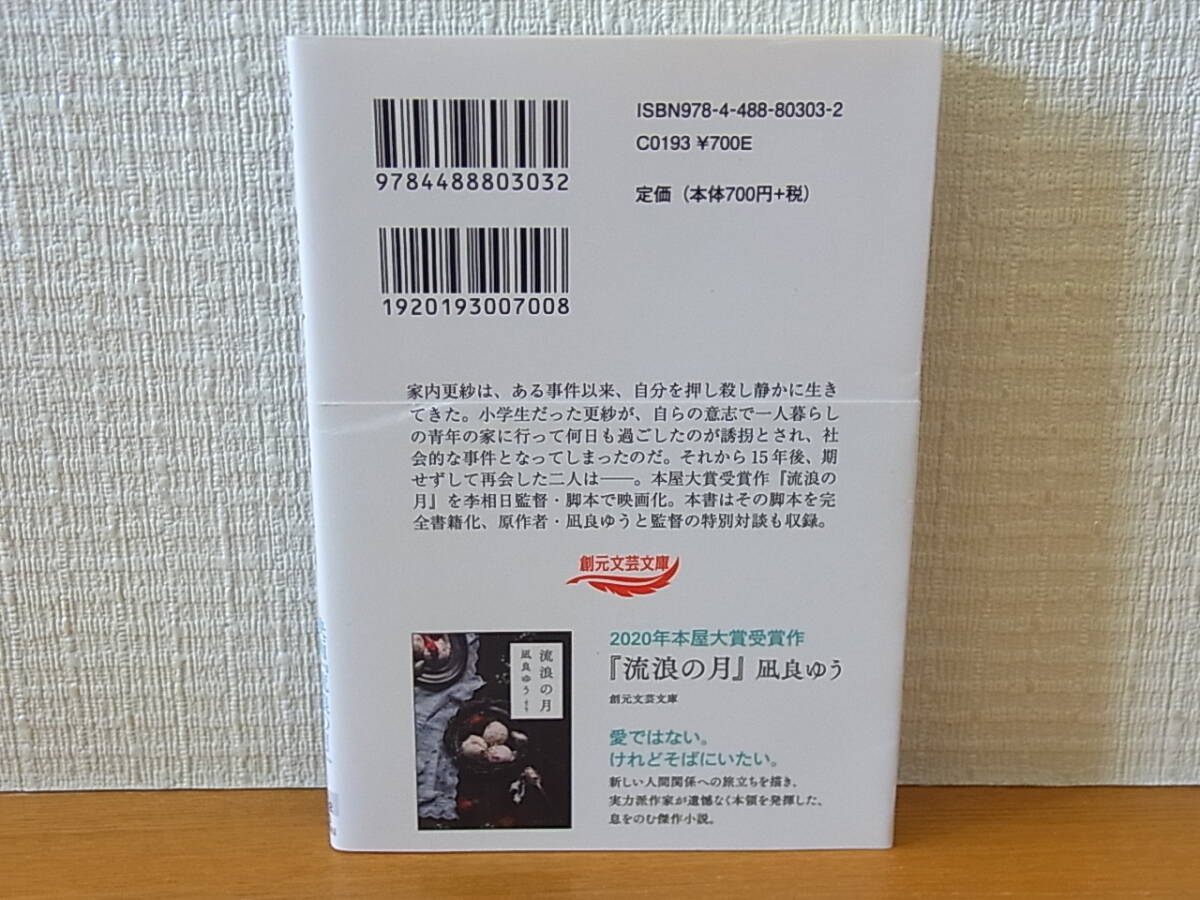 ISBN978-4-488-80303-2
C0193 ¥700E
定価（本体700円+税）
9784488803032
1920193007008
家内更紗は、ある事件以来、自分を押し殺し静かに生き
てきた。小学生だった更紗が、自らの意志で一人暮らし
の青年の家に行って何日も過ごしたのが誘拐とされ、社
会的な事件となってしまったのだ。それから15年後、期
せずして再会した二人は――。本屋大賞受賞作『流浪の
月』を李相日監督・脚本で映画化。本書はその脚本を完
全書籍化、原作者・凪良ゆうと監督の特別対談も収録。
創元文芸文庫
流浪の月
凪良ゆう
2020年本屋大賞受賞作
『流浪の月』凪良ゆう
創元文芸文庫
愛ではない。
けれどそばにいたい。
新しい人間関係への旅立ちを描き、
実力派作家が遺憾なく本領を発揮した、
息をのむ傑作小説。